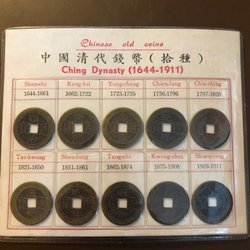 Chinese old coins
中國清代錢幣(拾種)
Ching Dynasty (1644-1911)
Shun-chi Kang-hsi Yung-cheng Chien-lung Chia-ching
1644-1661 1662-1722 1723-1735 1736-1796 1797-1820
Tao-kwong Shen-fung Tung-chi Kwong-shui Shuen-tung
1821-1850 1851-1861 1862-1874 1875-1908 1909-1911